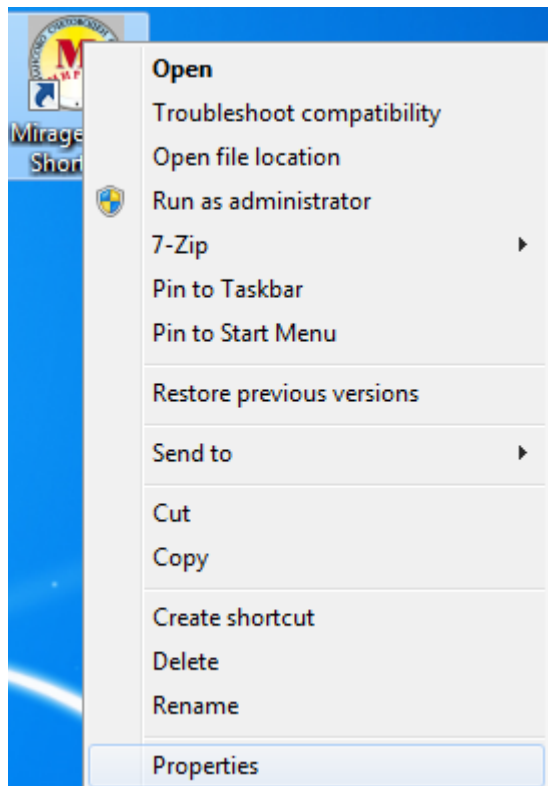 М
Mirage
Short
Open
Troubleshoot compatibility
Open file location
Run as administrator
7-Zip
Pin to Taskbar
Pin to Start Menu
Restore previous versions
Send to
Cut
Copy
Create shortcut
Delete
Rename
Properties